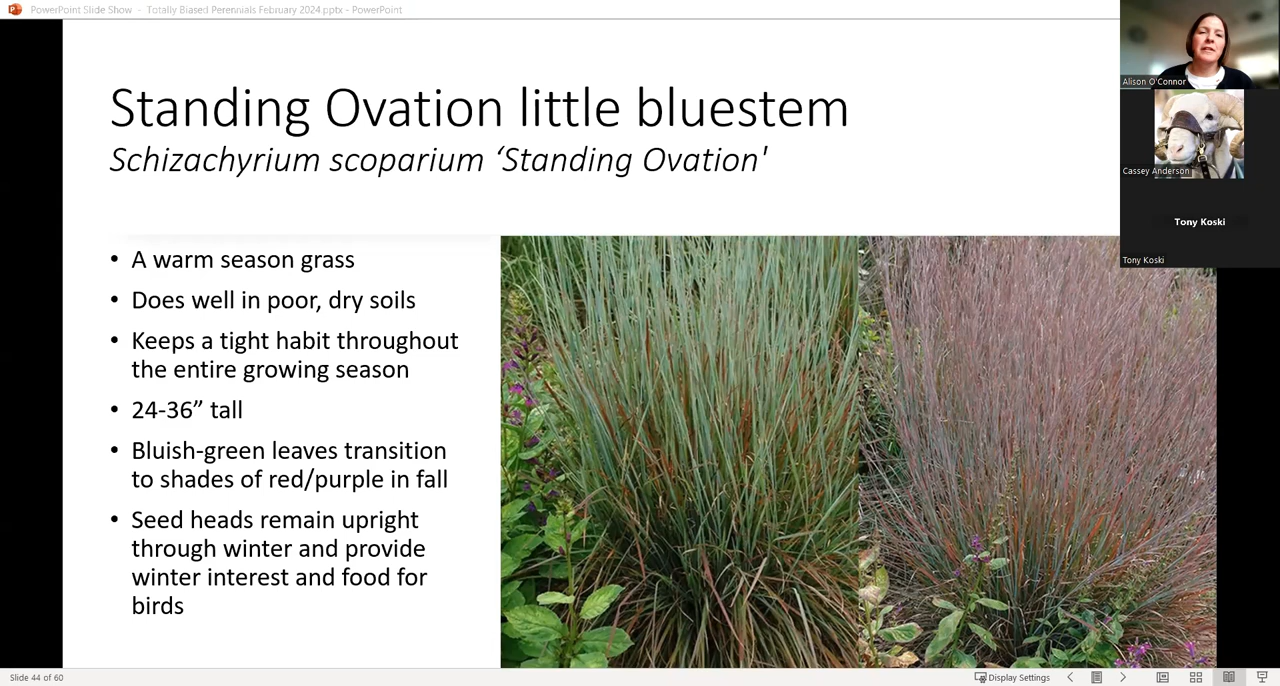 PowerPoint Slide Show - Totally Biased Perennials February 2024.pptx - PowerPoint
Standing Ovation little bluestem
Schizachyrium scoparium ‘Standing Ovation'
• A warm season grass
• Does well in poor, dry soils
• Keeps a tight habit throughout
the entire growing season
• 24-36” tall
• Bluish-green leaves transition
to shades of red/purple in fall
• Seed heads remain upright
through winter and provide
winter interest and food for
birds
Alison O'Connor
Cassey Anderson
Tony Koski
Tony Koski
Slide 44 of 60
Display Settings